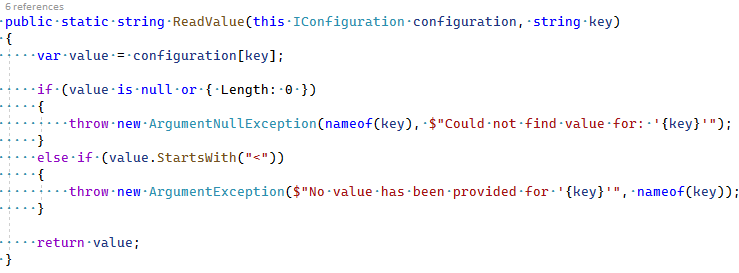 6 references
public static string ReadValue(this IConfiguration configuration, string key)
{
    var value = configuration[key];

    if (value is null or { Length: 0 })
    {
        throw new ArgumentNullException(nameof(key), $"Could not find value for: '{key}'");
    }
    else if (value.StartsWith("<"))
    {
        throw new ArgumentException($"No value has been provided for '{key}'", nameof(key));
    }

    return value;
}